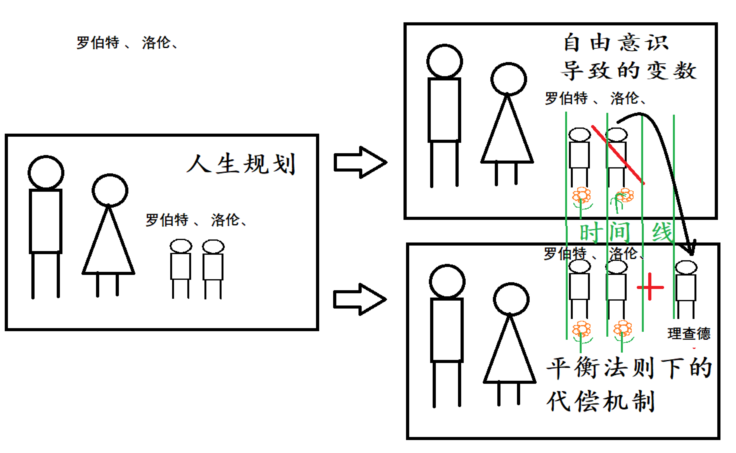 罗伯特 、 洛伦、
人生规划
罗伯特 、 洛伦、
自由意识
导致的变数
罗伯特 、 洛伦、
时间 线
罗伯特 、 洛伦、
理查德
平衡法则下的
代偿机制